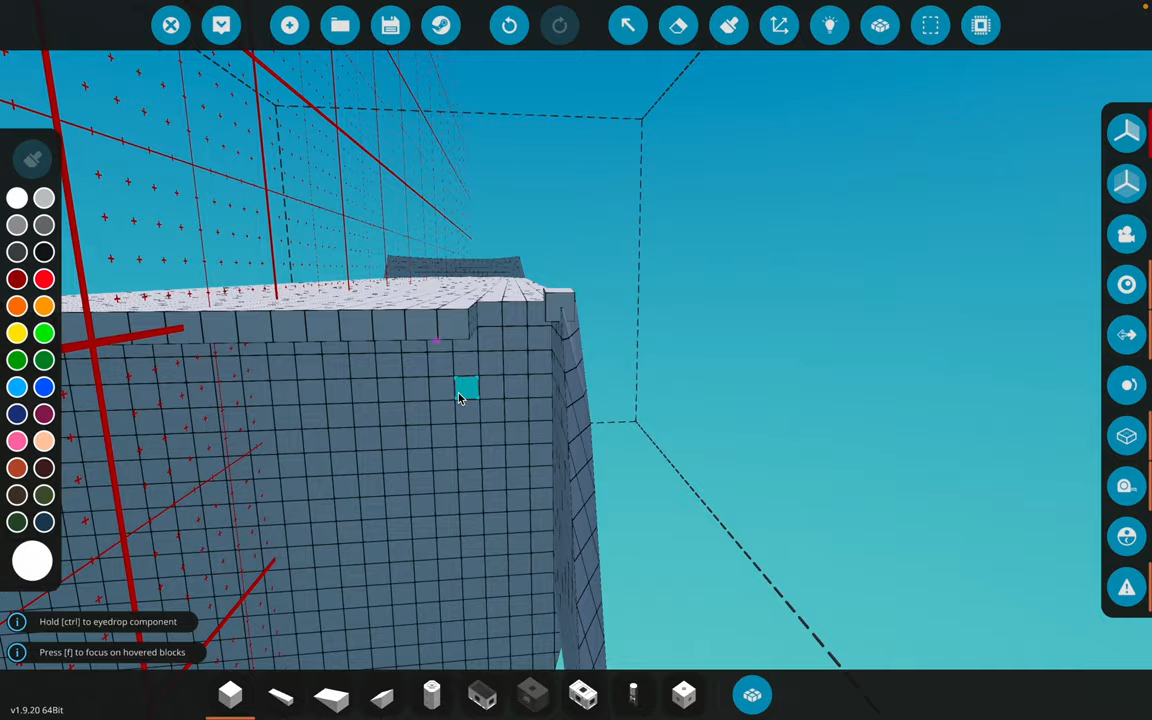 Hold [ctrl] to eyedrop component
Press [f] to focus on hovered blocks
v1.9.20 64Bit